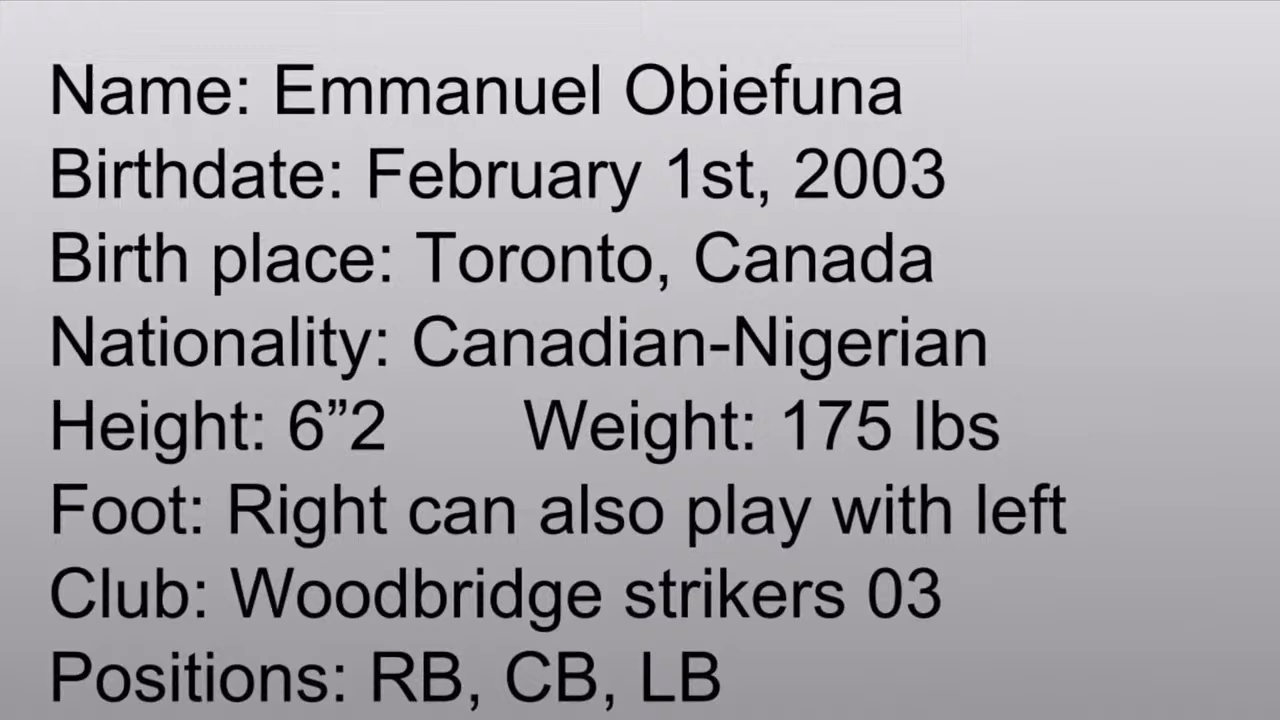 Name: Emmanuel Obiefuna
Birthdate: February 1st, 2003
Birth place: Toronto, Canada
Nationality: Canadian-Nigerian
Height: 6”2 Weight: 175 lbs
Foot: Right can also play with left
Club: Woodbridge strikers 03
Positions: RB, CB, LB